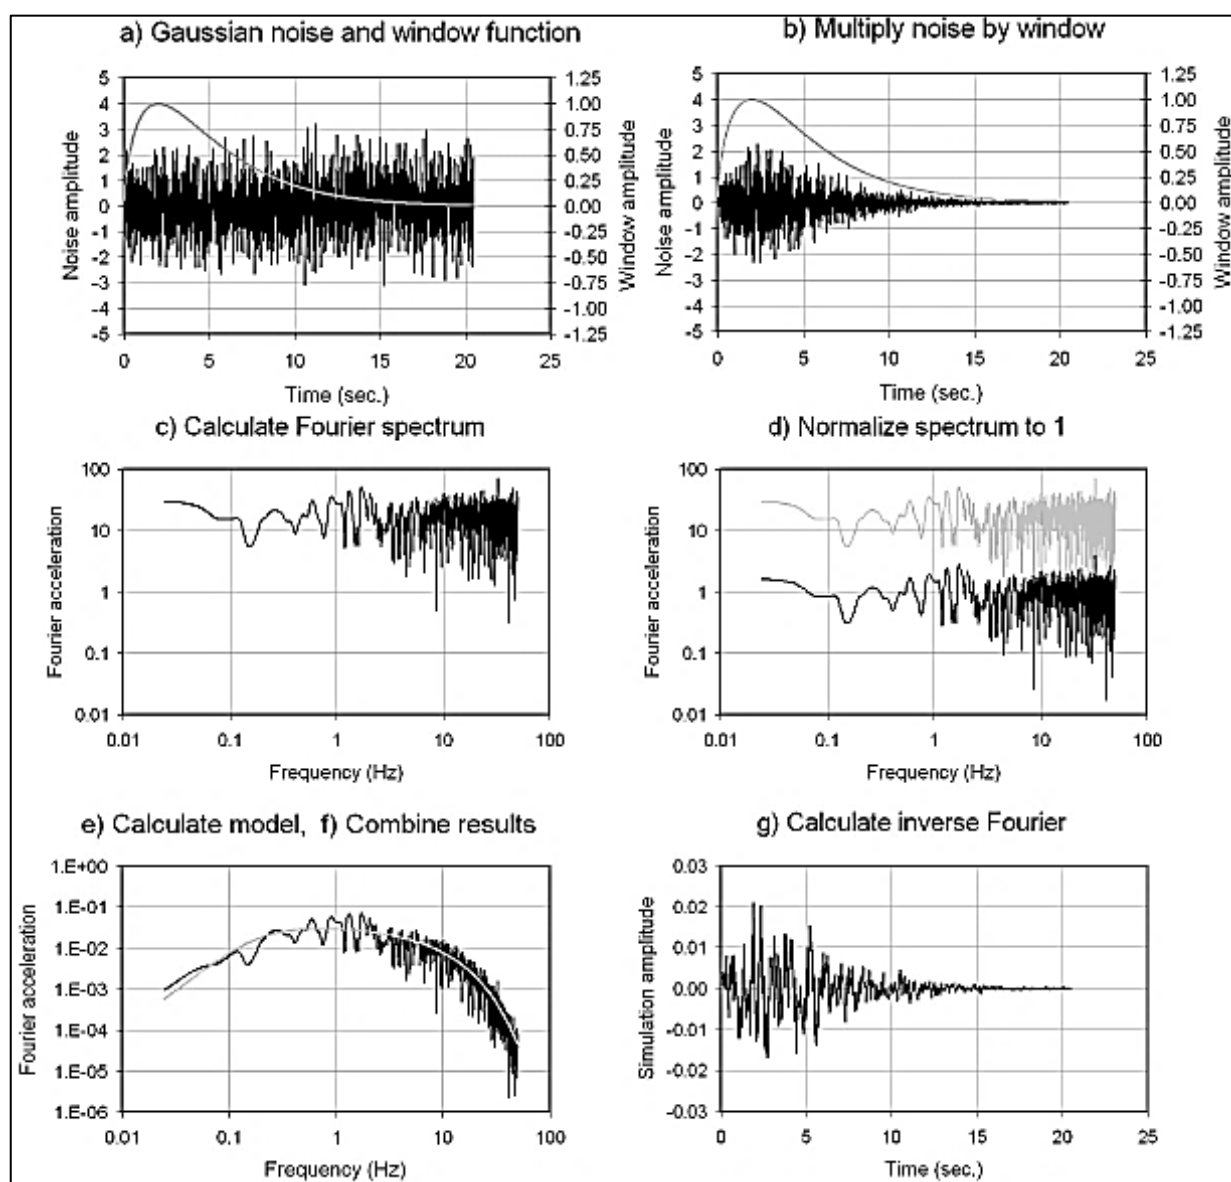 a) Gaussian noise and window function
5
4
3
2
1
0
-1
-2
-3
-4
-5
Noise amplitude
1.25
1.00
0.75
0.50
0.25
0.00
-0.25
-0.50
-0.75
-1.00
-1.25
Window amplitude
0 5 10 15 20 25
Time (sec.)
b) Multiply noise by window
5
4
3
2
1
0
-1
-2
-3
-4
-5
Noise amplitude
1.25
1.00
0.75
0.50
0.25
0.00
-0.25
-0.50
-0.75
-1.00
-1.25
Window amplitude
0 5 10 15 20 25
Time (sec.)
c) Calculate Fourier spectrum
100
10
1
0.1
0.01
Fourier acceleration
0.01 0.1 1 10 100
Frequency (Hz)
d) Normalize spectrum to 1
100
10
1
0.1
0.01
Fourier acceleration
0.01 0.1 1 10 100
Frequency (Hz)
e) Calculate model, f) Combine results
1.E+00
1.E-01
1.E-02
1.E-03
1.E-04
1.E-05
1.E-06
Fourier acceleration
0.01 0.1 1 10 100
Frequency (Hz)
g) Calculate inverse Fourier
0.03
0.02
0.01
0.00
-0.01
-0.02
-0.03
Simulation amplitude
0 5 10 15 20 25
Time (sec.)